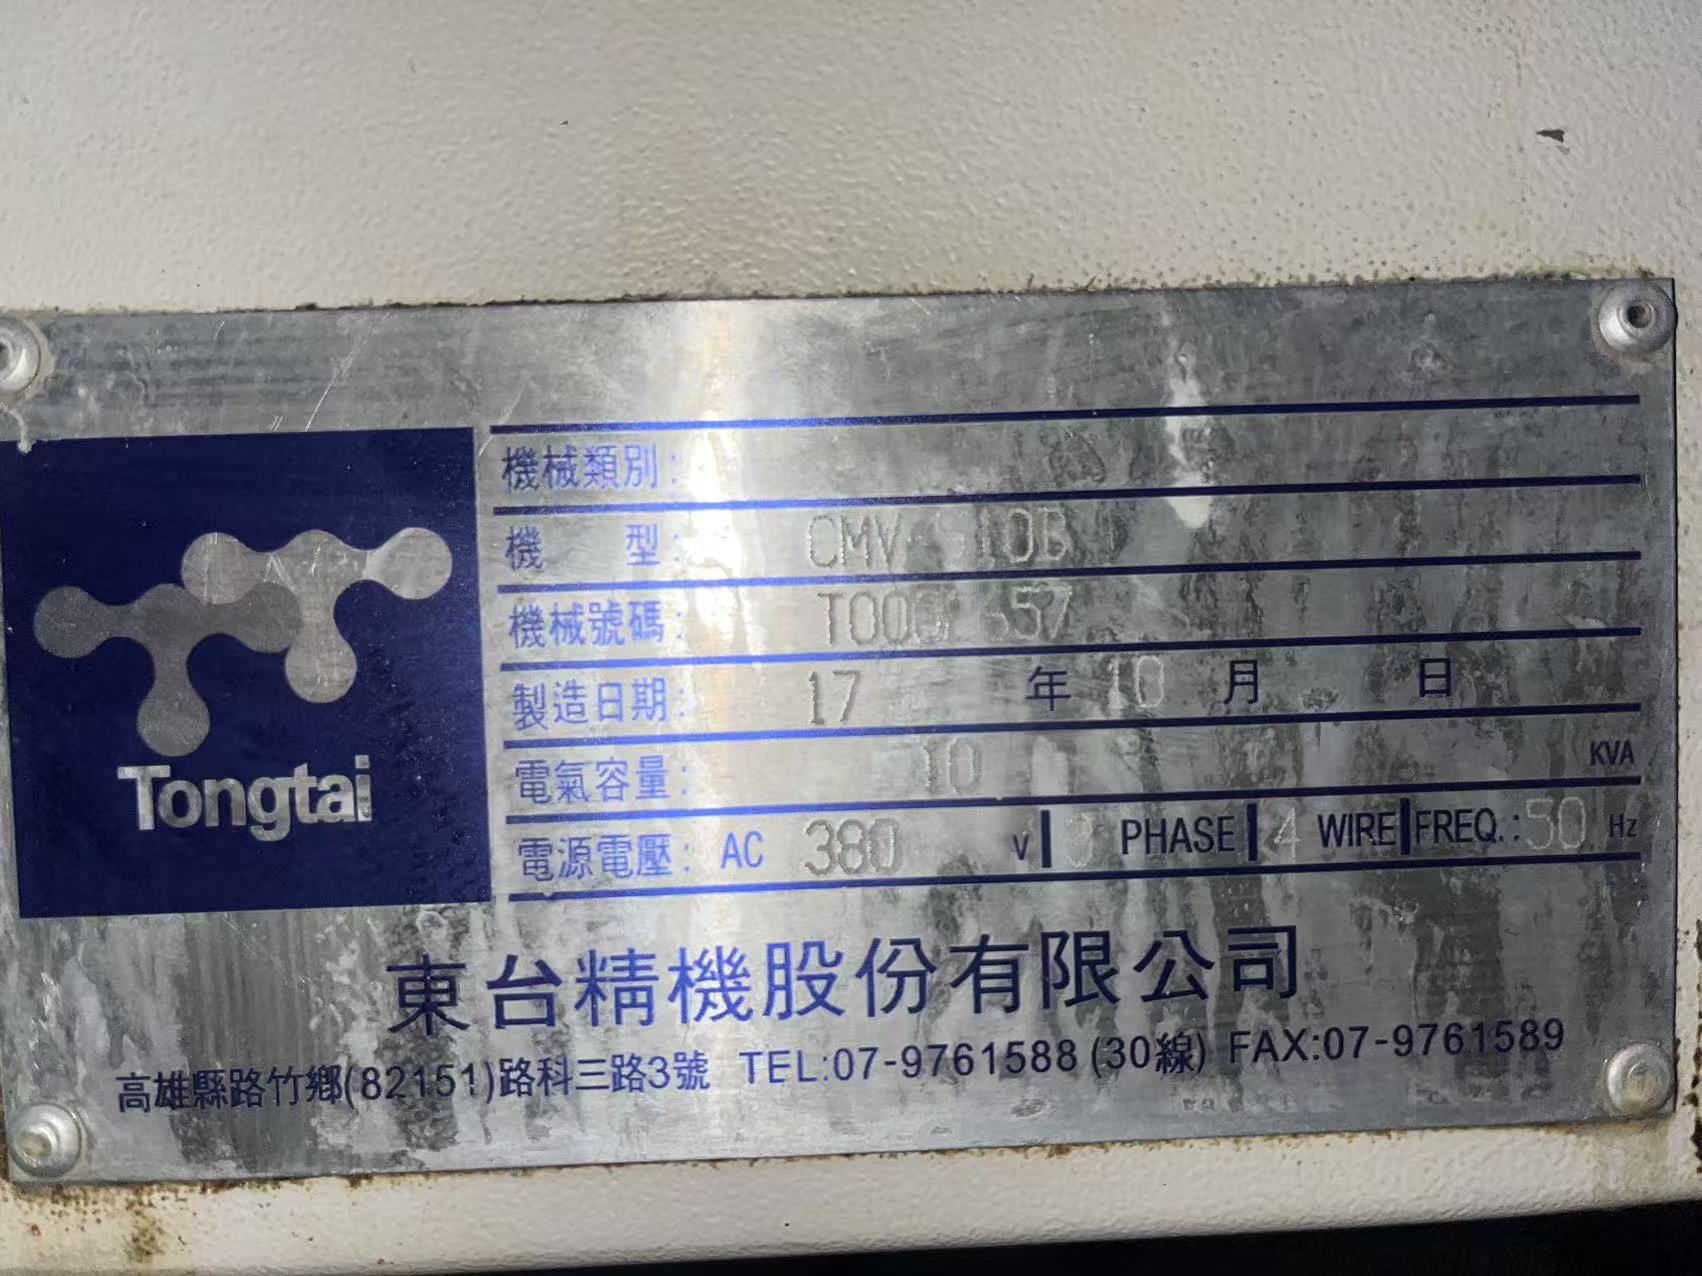 Tongtai
機械類別:
機 型:
機械號碼:
製造日期: 17 年 10 月 日
電氣容量: 10 KVA
電源電壓: AC 380 V PHASE 4 WIRE FREQ.: 50 Hz
東台精機股份有限公司
高雄縣路竹鄉(82151)路科三路3號 TEL:07-9761588 (30線) FAX:07-9761589